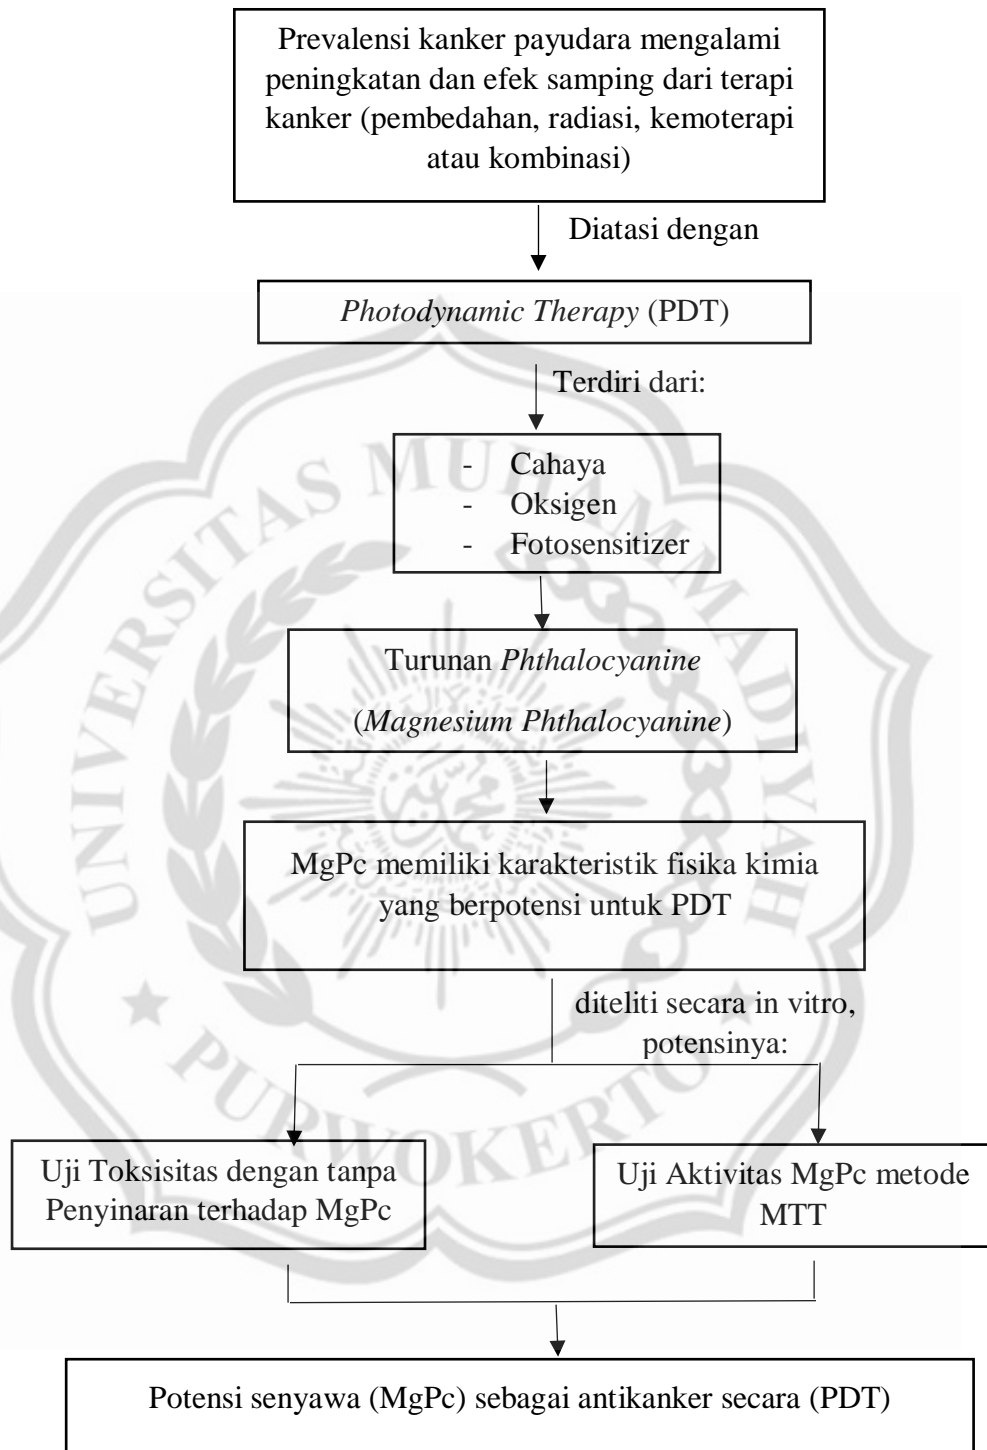 Prevalensi kanker payudara mengalami
peningkatan dan efek samping dari terapi
kanker (pembedahan, radiasi, kemoterapi
atau kombinasi)
Diatasi dengan
Photodynamic Therapy (PDT)
Terdiri dari:
- Cahaya
- Oksigen
- Fotosensitizer
Turunan Phthalocyanine
(Magnesium Phthalocyanine)
MgPc memiliki karakteristik fisika kimia
yang berpotensi untuk PDT
diteliti secara in vitro,
potensinya:
Uji Toksisitas dengan tanpa
Penyinaran terhadap MgPc
Uji Aktivitas MgPc metode
MTT
Potensi senyawa (MgPc) sebagai antikanker secara (PDT)
UNIVERSITAS MUHAMMADIYAH
PURWOKERTO